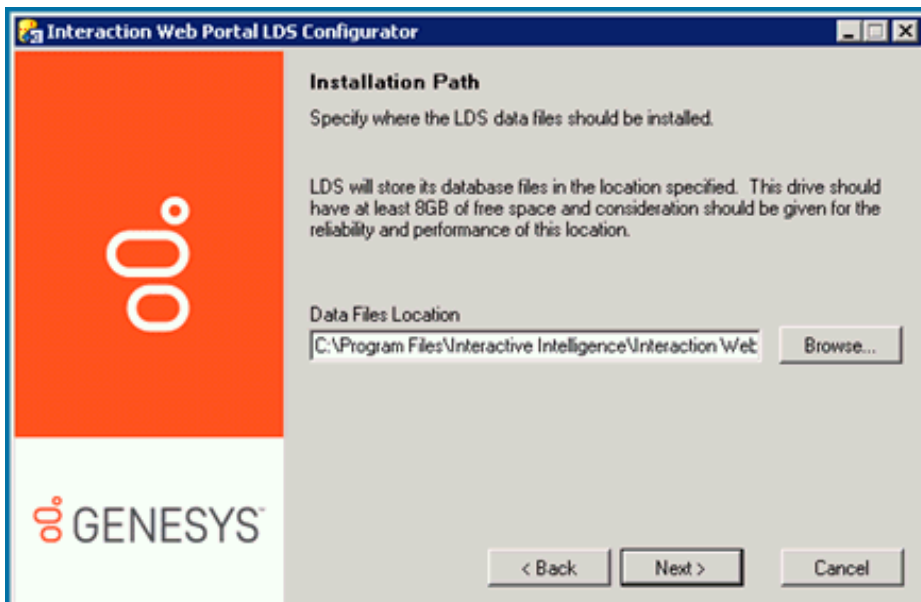 Interaction Web Portal LDS Configurator
Installation Path
Specify where the LDS data files should be installed.
LDS will store its database files in the location specified. This drive should
have at least 8GB of free space and consideration should be given for the
reliability and performance of this location.
Data Files Location
C:\Program Files\Interactive Intelligence\Interaction Web
Browse...
GENESYS™
< Back
Next >
Cancel